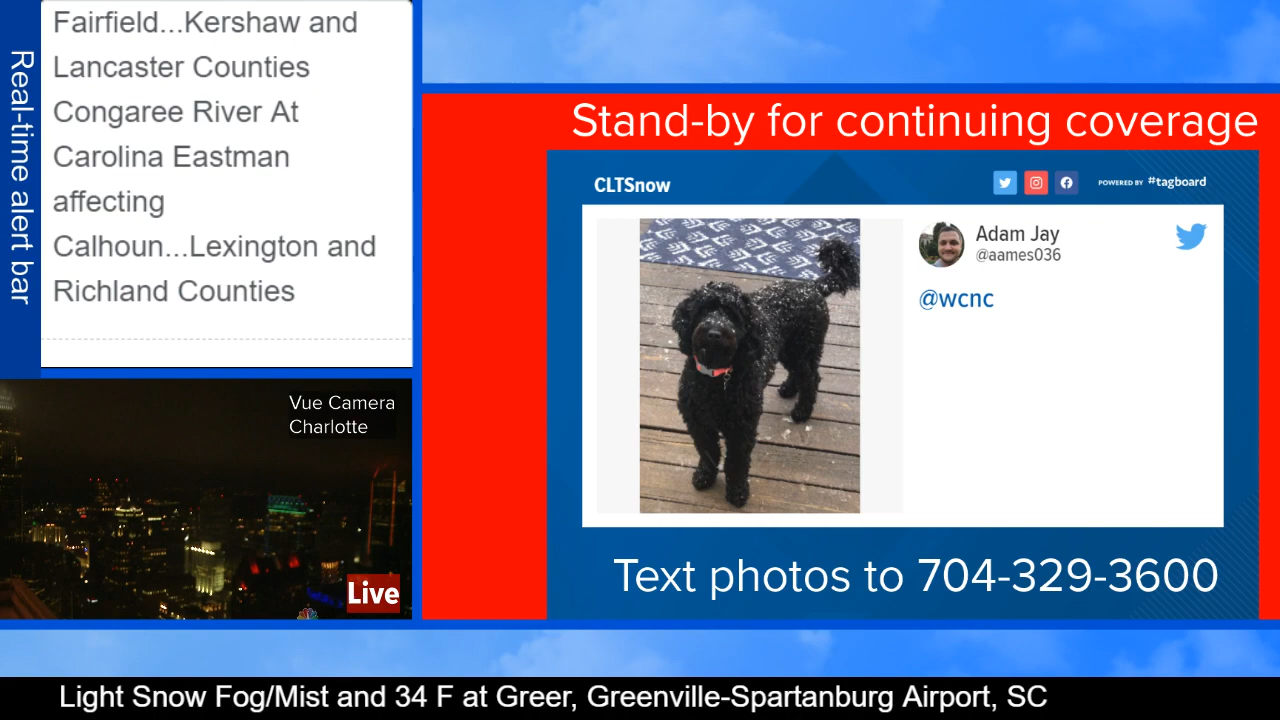 Real-time alert bar
Fairfield...Kershaw and
Lancaster Counties
Congaree River At
Carolina Eastman
affecting
Calhoun...Lexington and
Richland Counties
Vue Camera
Charlotte
Live
Stand-by for continuing coverage
CLTSnow
POWERED BY #tagboard
Adam Jay
@aames036
@wcnc
Text photos to 704-329-3600
Light Snow Fog/Mist and 34 F at Greer, Greenville-Spartanburg Airport, SC